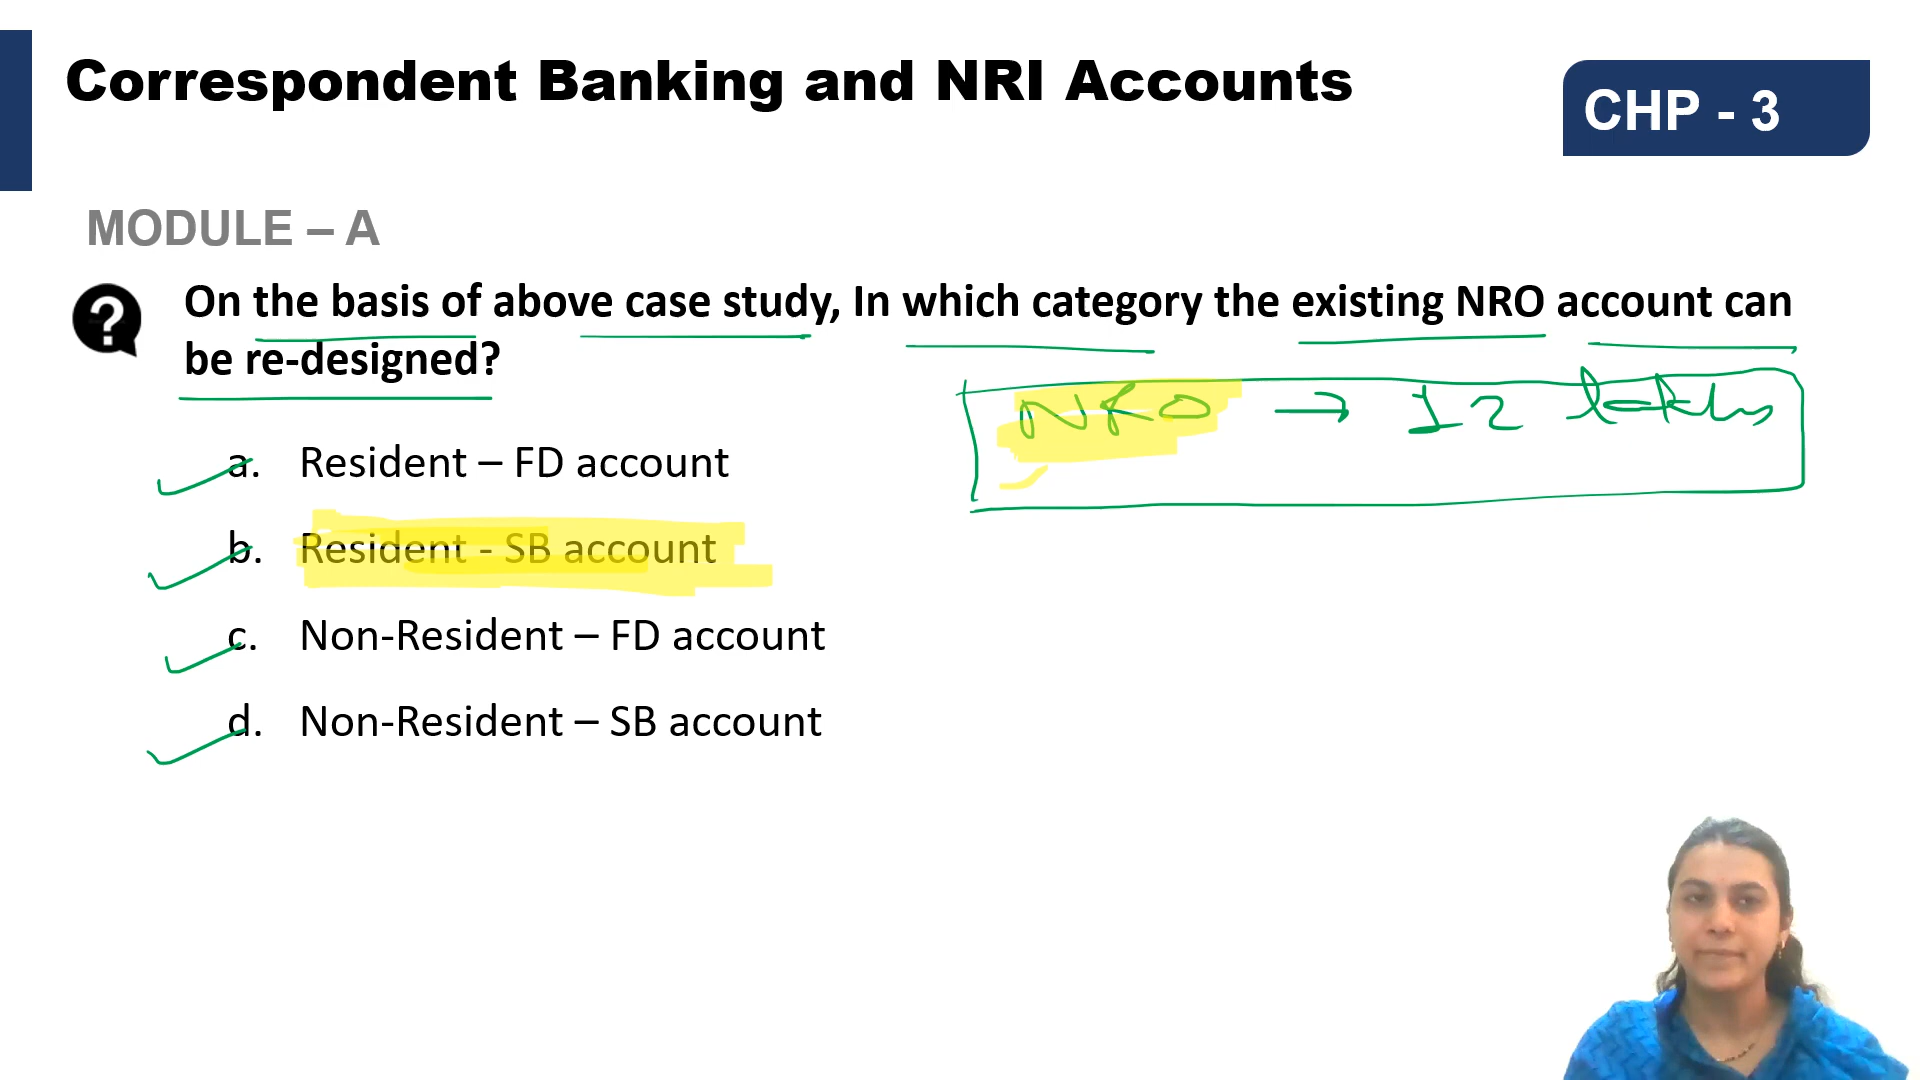 Correspondent Banking and NRI Accounts
CHP - 3
MODULE – A
On the basis of above case study, In which category the existing NRO account can
be re-designed?
NRO → 12 lakhs
a. Resident – FD account
b. Resident - SB account
c. Non-Resident – FD account
d. Non-Resident – SB account